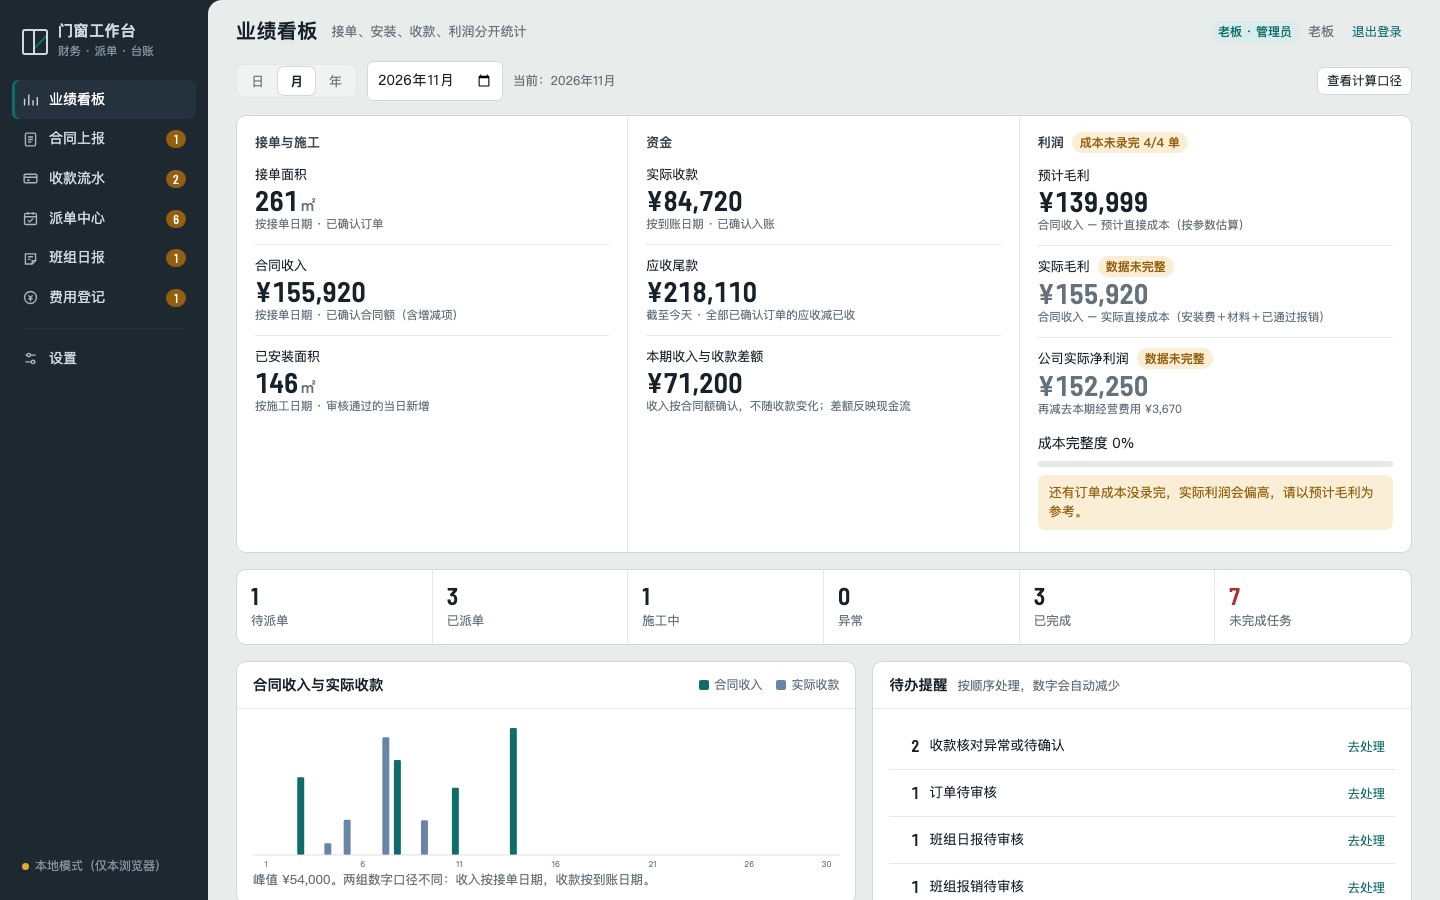 门窗工作台
财务 · 派单 · 台账
业绩看板
合同上报 1
收款流水 2
派单中心 6
班组日报 1
费用登记 1
设置
本地模式（仅本浏览器）
业绩看板 接单、安装、收款、利润分开统计
老板 · 管理员 老板 退出登录
日 月 年 2026年11月 当前：2026年11月 查看计算口径
接单与施工
接单面积
261㎡
按接单日期 · 已确认订单
合同收入
¥155,920
按接单日期 · 已确认合同额（含增减项）
已安装面积
146㎡
按施工日期 · 审核通过的当日新增
资金
实际收款
¥84,720
按到账日期 · 已确认入账
应收尾款
¥218,110
截至今天 · 全部已确认订单的应收减已收
本期收入与收款差额
¥71,200
收入按合同额确认，不随收款变化；差额反映现金流
利润 成本未录完 4/4 单
预计毛利
¥139,999
合同收入 − 预计直接成本（按参数估算）
实际毛利 数据未完整
¥155,920
合同收入 − 实际直接成本（安装费+材料+已通过报销）
公司实际净利润 数据未完整
¥152,250
再减去本期经营费用 ¥3,670
成本完整度 0%
还有订单成本没录完，实际利润会偏高，请以预计毛利为
参考。
1
待派单
3
已派单
1
施工中
0
异常
3
已完成
7
未完成任务
合同收入与实际收款 合同收入 实际收款
1 6 11 16 21 26 30
峰值 ¥54,000。两组数字口径不同：收入按接单日期，收款按到账日期。
待办提醒 按顺序处理，数字会自动减少
2 收款核对异常或待确认 去处理
1 订单待审核 去处理
1 班组日报待审核 去处理
1 班组报销待审核 去处理